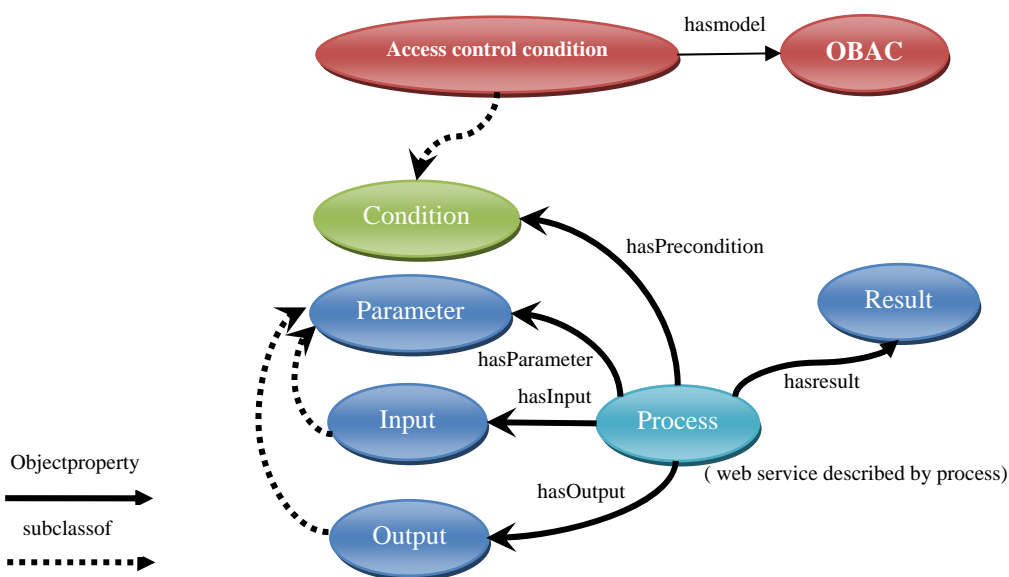 hasmodel
Access control condition
OBAC
Condition
hasPrecondition
Parameter
Result
hasParameter
hasresult
hasInput
Input
Process
Objectproperty
( web service described by process)
hasOutput
subclassof
Output